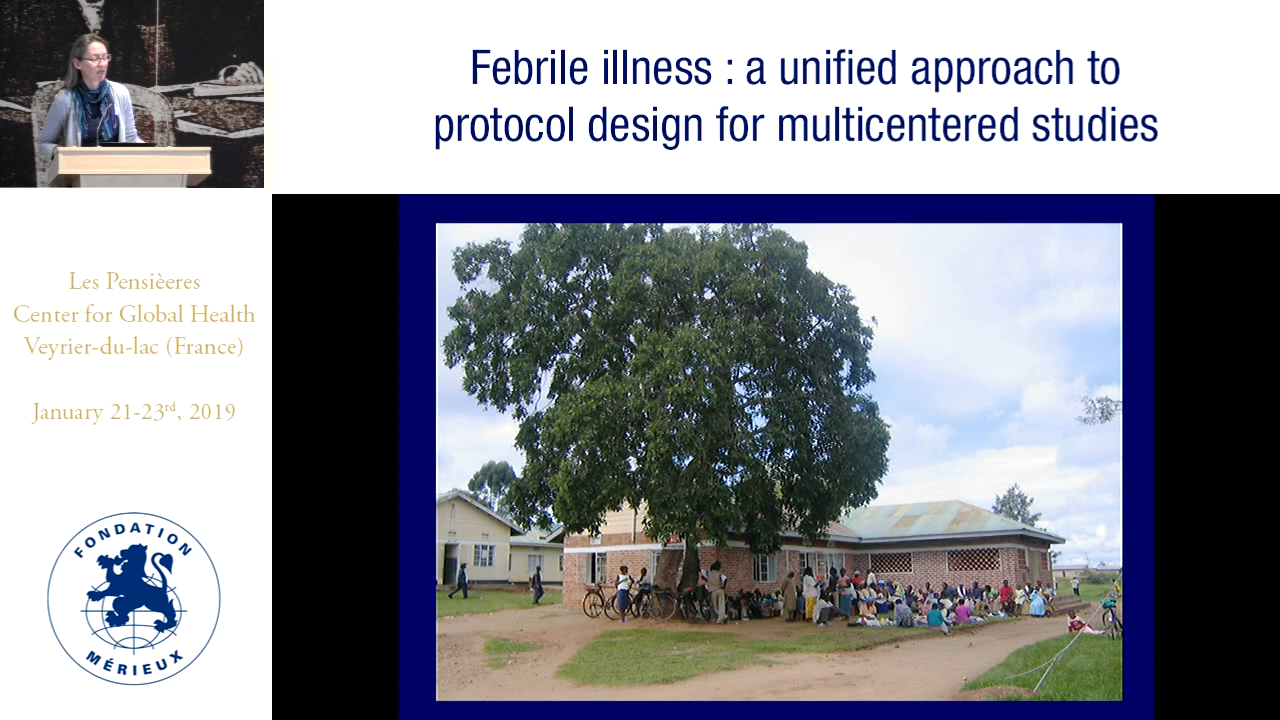 Febrile illness : a unified approach to
protocol design for multicentered studies
Les Pensièeres
Center for Global Health
Veyrier-du-lac (France)
January 21-23rd, 2019
FONDATION
MÉRIEUX